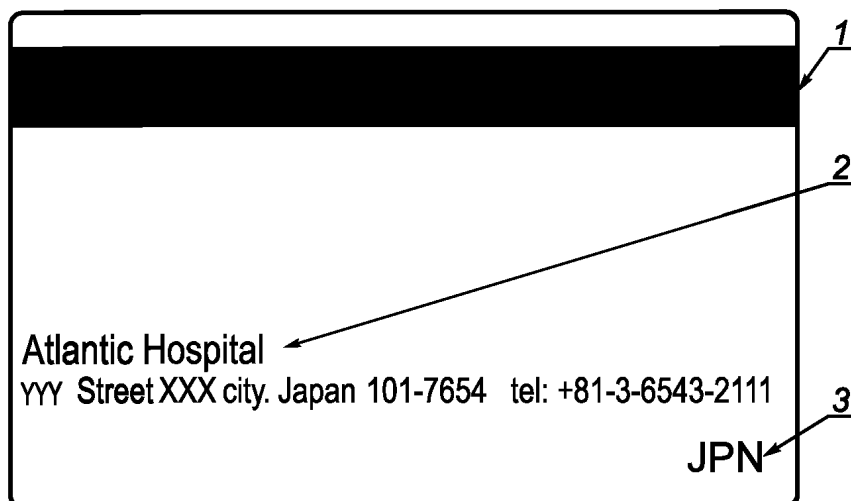 1
2
Atlantic Hospital
YYY Street XXX city. Japan 101-7654 tel: +81-3-6543-2111
3
JPN